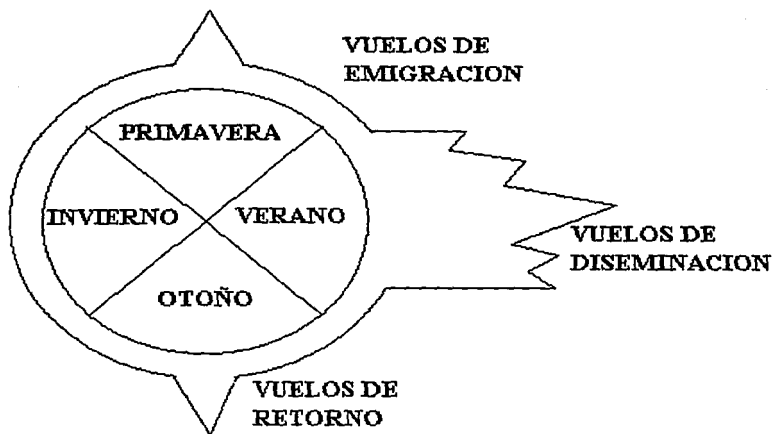 VUELOS DE
EMIGRACION
PRIMAVERA
INVIERNO
VERANO
OTOÑO
VUELOS DE
DISEMINACION
VUELOS DE
RETORNO